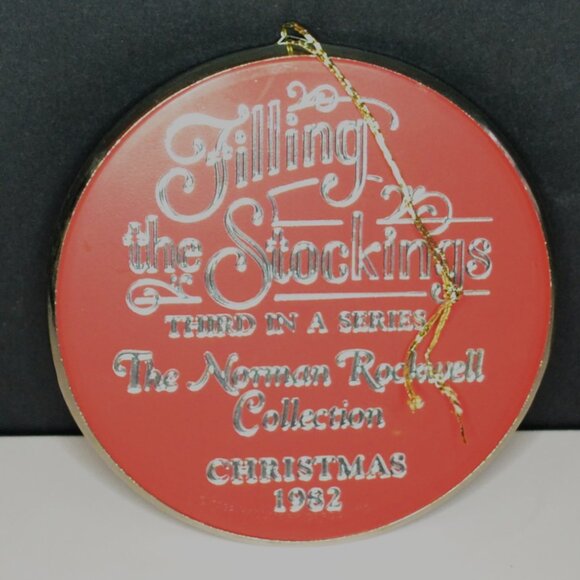 Filling
the Stockings
THIRD IN A SERIES
The Norman Rockwell
Collection
CHRISTMAS
1982